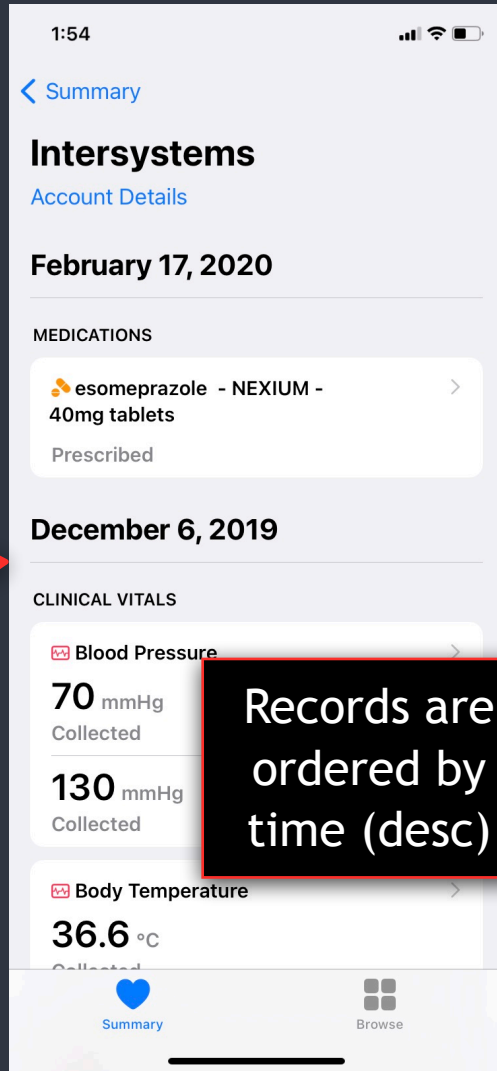 1:54
Summary
Intersystems
Account Details
February 17, 2020
MEDICATIONS
esomeprazole - NEXIUM -
40mg tablets
Prescribed
December 6, 2019
CLINICAL VITALS
Blood Pressure
70 mmHg
Collected
130 mmHg
Collected
Records are
ordered by
time (desc)
Body Temperature
36.6 °C
Collected
Summary
Browse